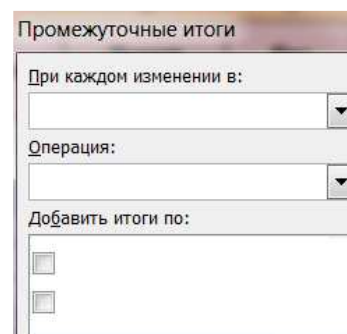 Промежуточные итоги
При каждом изменении в:
Операция:
Добавить итоги по: